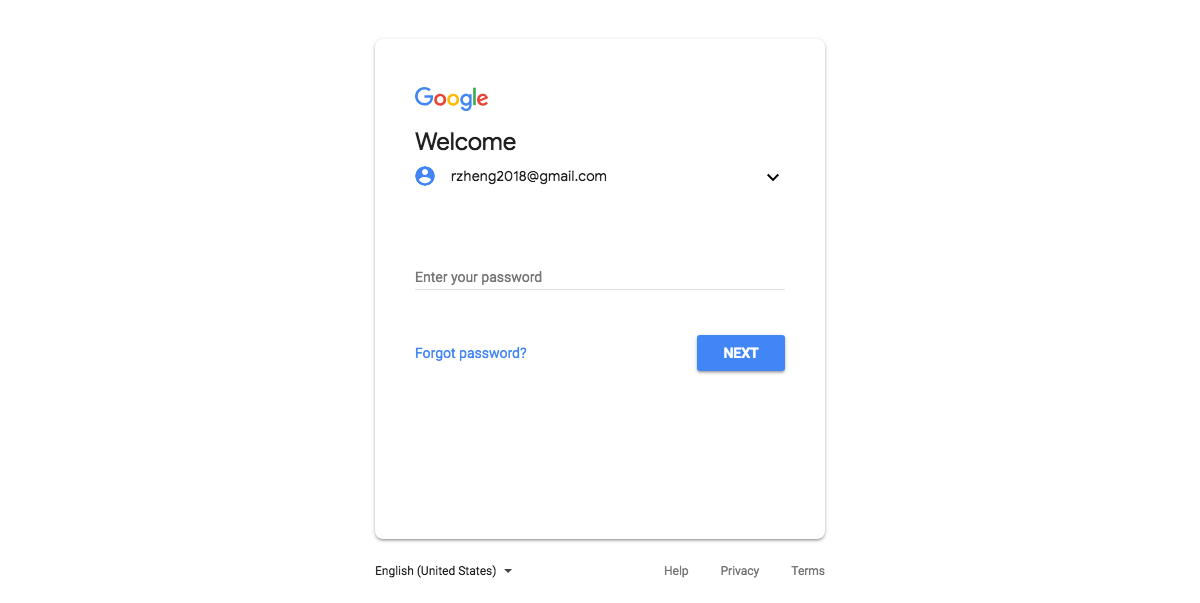 Google
Welcome
rzheng2018@gmail.com
Enter your password
Forgot password?
NEXT
English (United States)
Help
Privacy
Terms